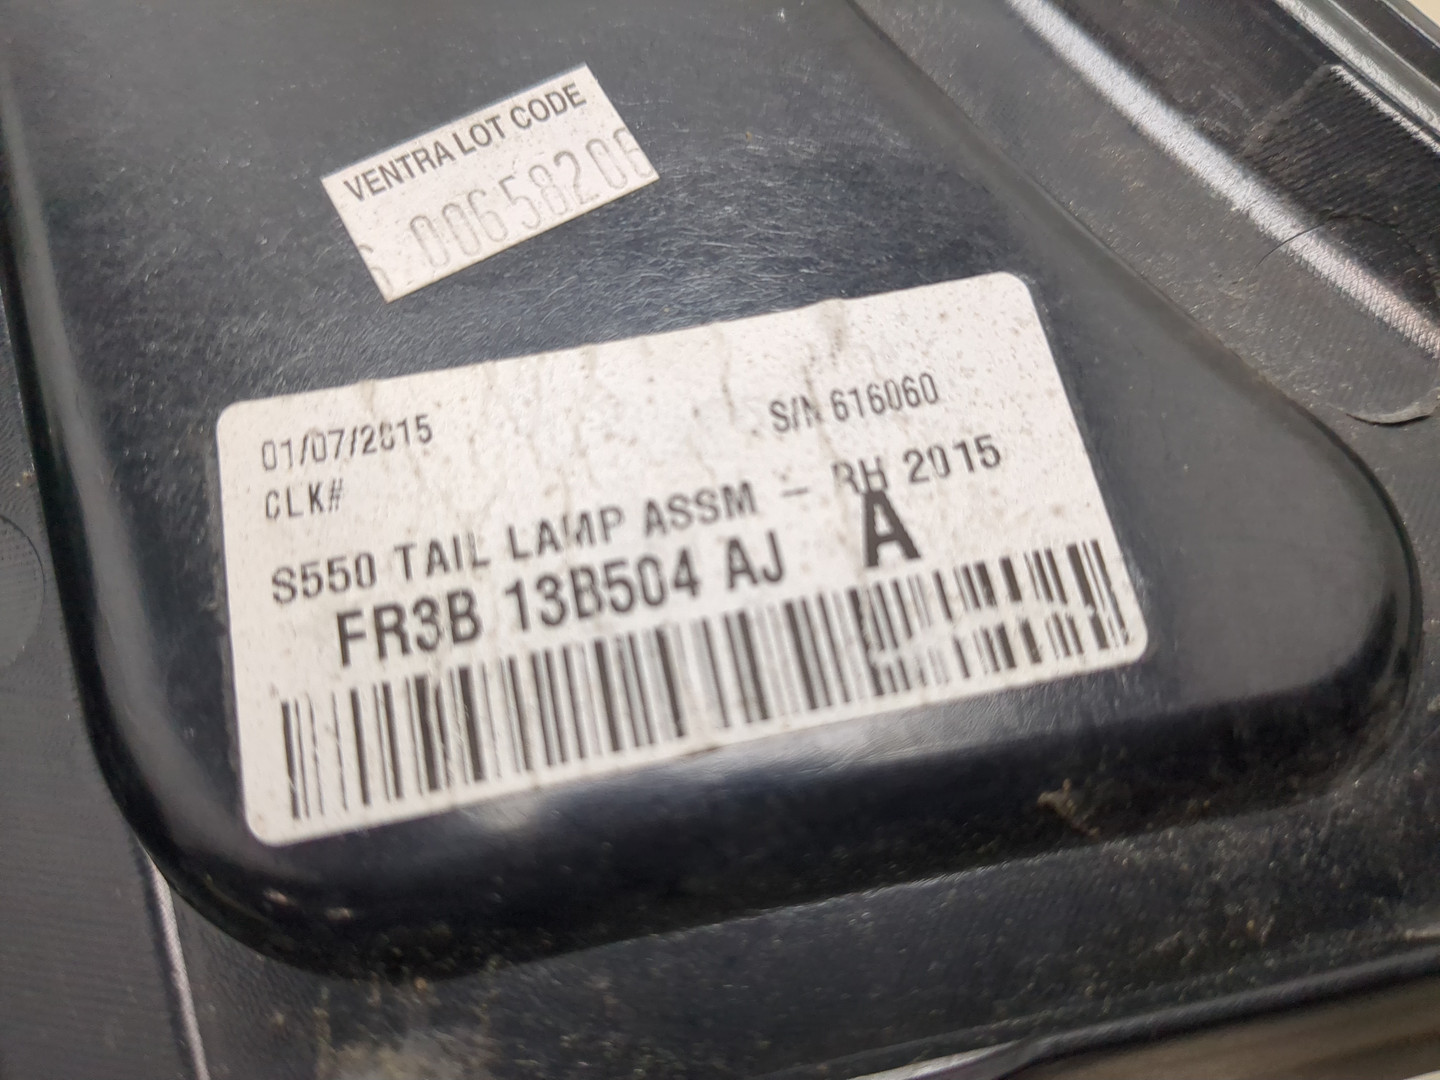 VENTRA LOT CODE
00658206
01/07/2015
S/N 616060
CLK#
S550 TAIL LAMP ASSM - RH 2015
FR3B 13B504 AJ A